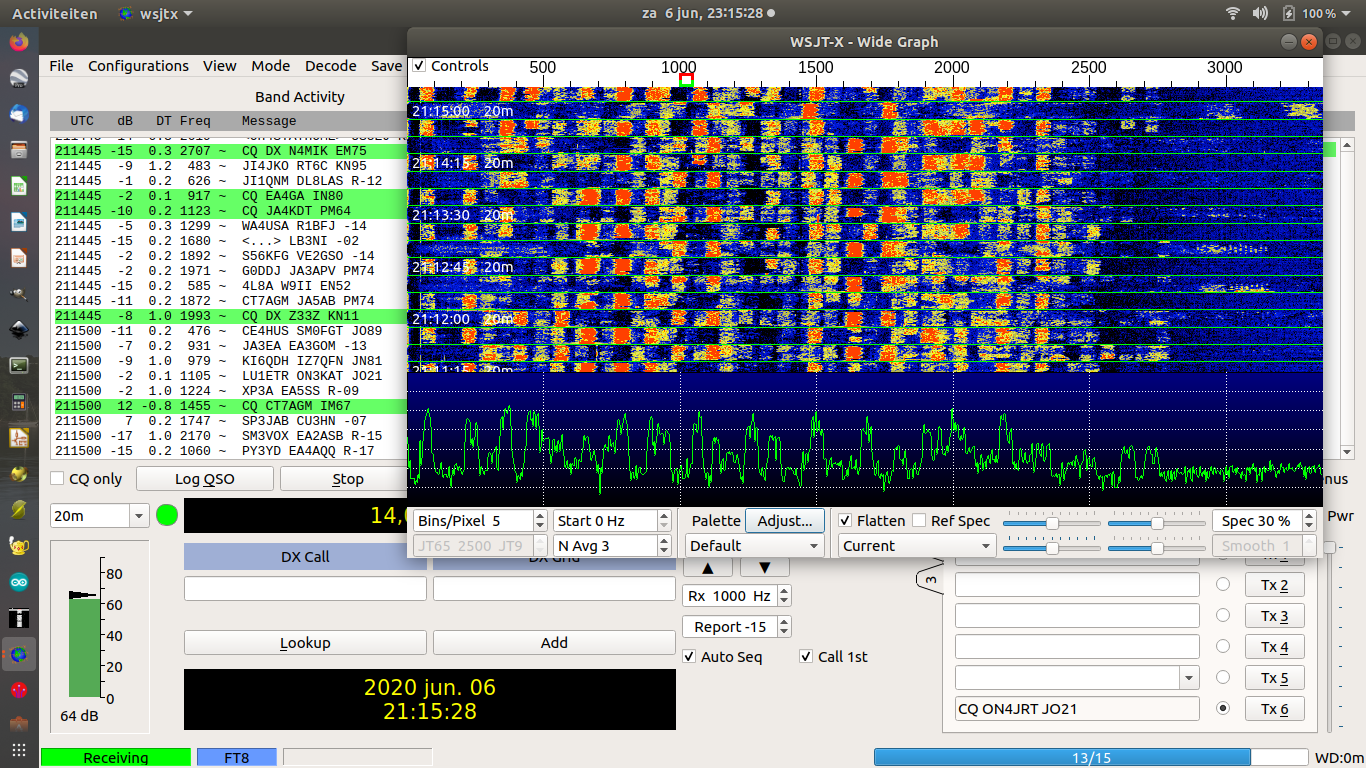 Activiteiten wsjtx za 6 jun, 23:15:28 100 %
WSJT-X - Wide Graph
File Configurations View Mode Decode Save
Controls 500 1000 1500 2000 2500 3000
Band Activity
UTC dB DT Freq Message
211445 -15 0.3 2707 ~ CQ DX N4MIK EM75
211445 -9 1.2 483 ~ JI4JKO RT6C KN95
211445 -1 0.2 626 ~ JI1QNM DL8LAS R-12
211445 -2 0.1 917 ~ CQ EA4GA IN80
211445 -10 0.2 1123 ~ CQ JA4KDT PM64
211445 -5 0.3 1299 ~ WA4USA R1BFJ -14
211445 -15 0.2 1680 ~ <...> LB3NI -02
211445 -2 0.2 1892 ~ S56KFG VE2GSO -14
211445 -2 0.2 1971 ~ G0DDJ JA3APV PM74
211445 -15 0.2 585 ~ 4L8A W9II EN52
211445 -11 0.2 1872 ~ CT7AGM JA5AB PM74
211445 -8 1.0 1993 ~ CQ DX Z33Z KN11
211500 -11 0.2 476 ~ CE4HUS SM0FGT JO89
211500 -7 0.2 931 ~ JA3EA EA3GOM -13
211500 -9 1.0 979 ~ KI6QDH IZ7QFN JN81
211500 -2 0.1 1105 ~ LU1ETR ON3KAT JO21
211500 -2 1.0 1224 ~ XP3A EA5SS R-09
211500 12 -0.8 1455 ~ CQ CT7AGM IM67
211500 7 0.2 1747 ~ SP3JAB CU3HN -07
211500 -17 1.0 2170 ~ SM3VOX EA2ASB R-15
211500 -15 0.2 1060 ~ PY3YD EA4AQQ R-17
21:15:00 20m
21:14:15 20m
21:13:30 20m
21:12:45 20m
21:12:00 20m
21:11:15 20m
CQ only Log QSO Stop enus
20m 14,0 Pwr
Bins/Pixel 5 Start 0 Hz Palette Adjust... Flatten Ref Spec Spec 30 %
JT65 2500 JT9 N Avg 3 Default Current Smooth 1
DX Call DX Grid
80
60
40
20
0
64 dB
Rx 1000 Hz
Report -15
Lookup Add
Auto Seq Call 1st
2020 jun. 06
21:15:28
3
Tx 2
Tx 3
Tx 4
Tx 5
CQ ON4JRT JO21 Tx 6
Receiving FT8 13/15 WD:0m